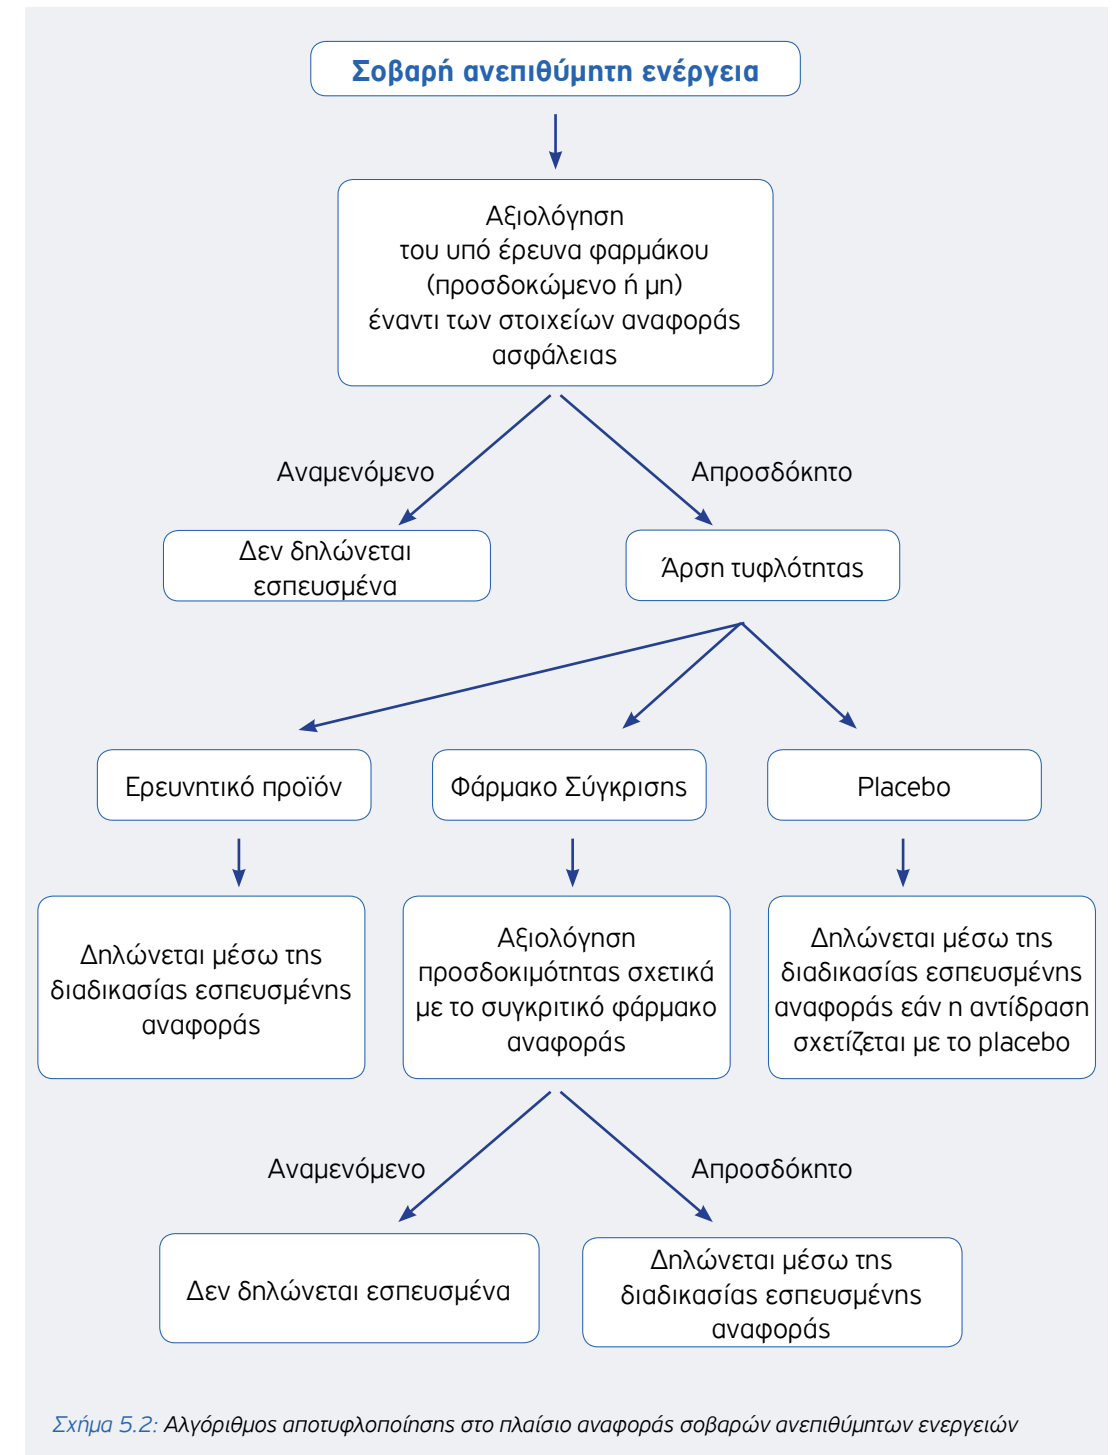 Σοβαρή ανεπιθύμητη ενέργεια
Αξιολόγηση
του υπό έρευνα φαρμάκου
(προσδοκώμενο ή μη)
έναντι των στοιχείων αναφοράς
ασφάλειας
Αναμενόμενο
Απροσδόκητο
Δεν δηλώνεται
εσπευσμένα
Άρση τυφλότητας
Ερευνητικό προϊόν
Φάρμακο Σύγκρισης
Placebo
Δηλώνεται μέσω της
διαδικασίας εσπευσμένης
αναφοράς
Αξιολόγηση
προσδοκιμότητας σχετικά
με το συγκριτικό φάρμακο
αναφοράς
Δηλώνεται μέσω της
διαδικασίας εσπευσμένης
αναφοράς εάν η αντίδραση
σχετίζεται με το placebo
Αναμενόμενο
Απροσδόκητο
Δεν δηλώνεται εσπευσμένα
Δηλώνεται μέσω της
διαδικασίας εσπευσμένης
αναφοράς
Σχήμα 5.2: Αλγόριθμος αποτυφλοποίησης στο πλαίσιο αναφοράς σοβαρών ανεπιθύμητων ενεργειών